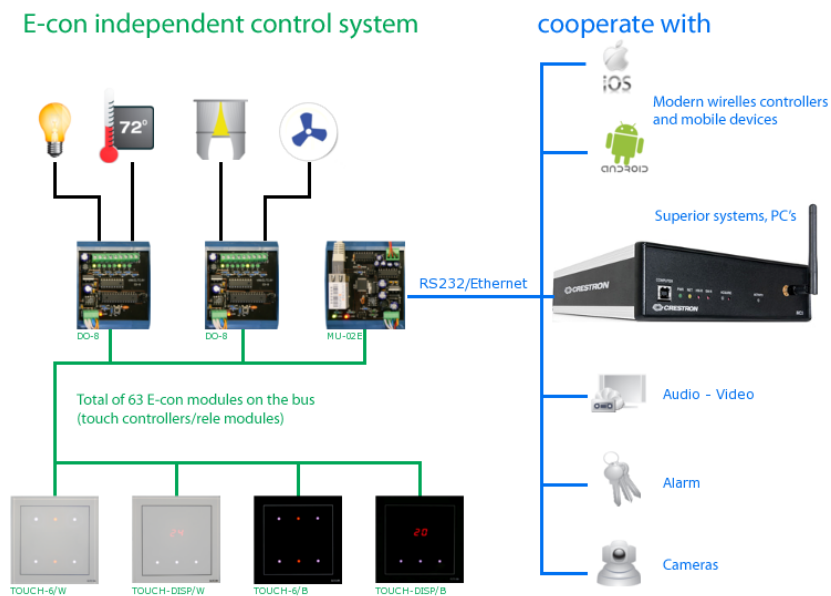 E-con independent control system
cooperate with
iOS
Modern wirelles controllers
and mobile devices
72°
ANDROID
Superior systems, PC's
RS232/Ethernet
COMPUTER
CRESTRON
CRESTRON
DO-8
DO-8
MU-02E
Total of 63 E-con modules on the bus
(touch controllers/rele modules)
Audio - Video
Alarm
24
20
Cameras
TOUCH-6/W
TOUCH-DISP/W
TOUCH-6/B
TOUCH-DISP/B